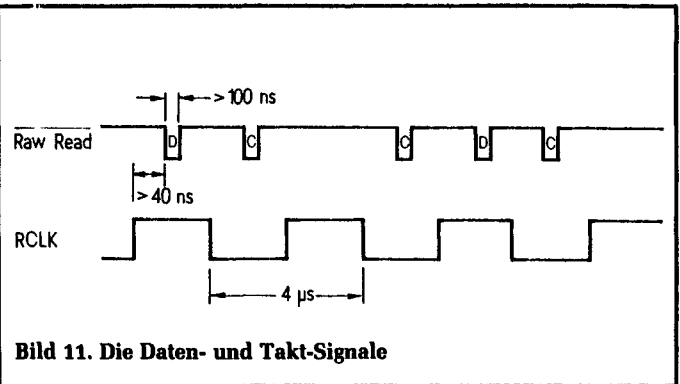 >100 ns
Raw Read
D
C
C
D
C
>40 ns
RCLK
4 µs
Bild 11. Die Daten- und Takt-Signale